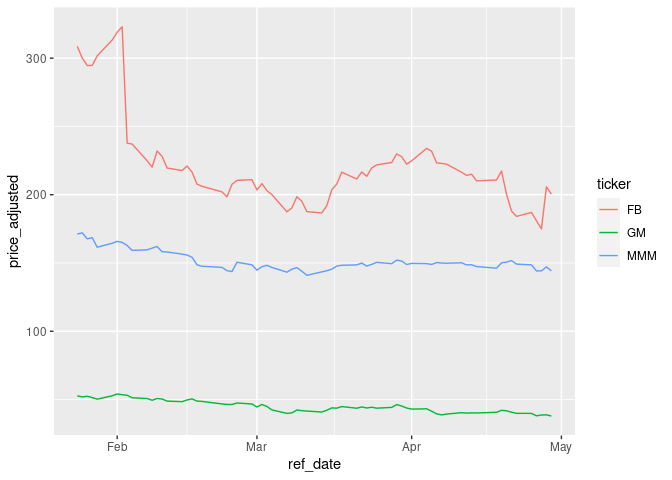 price_adjusted
300
200
100
Feb
Mar
Apr
May
ref_date
ticker
FB
GM
MMM